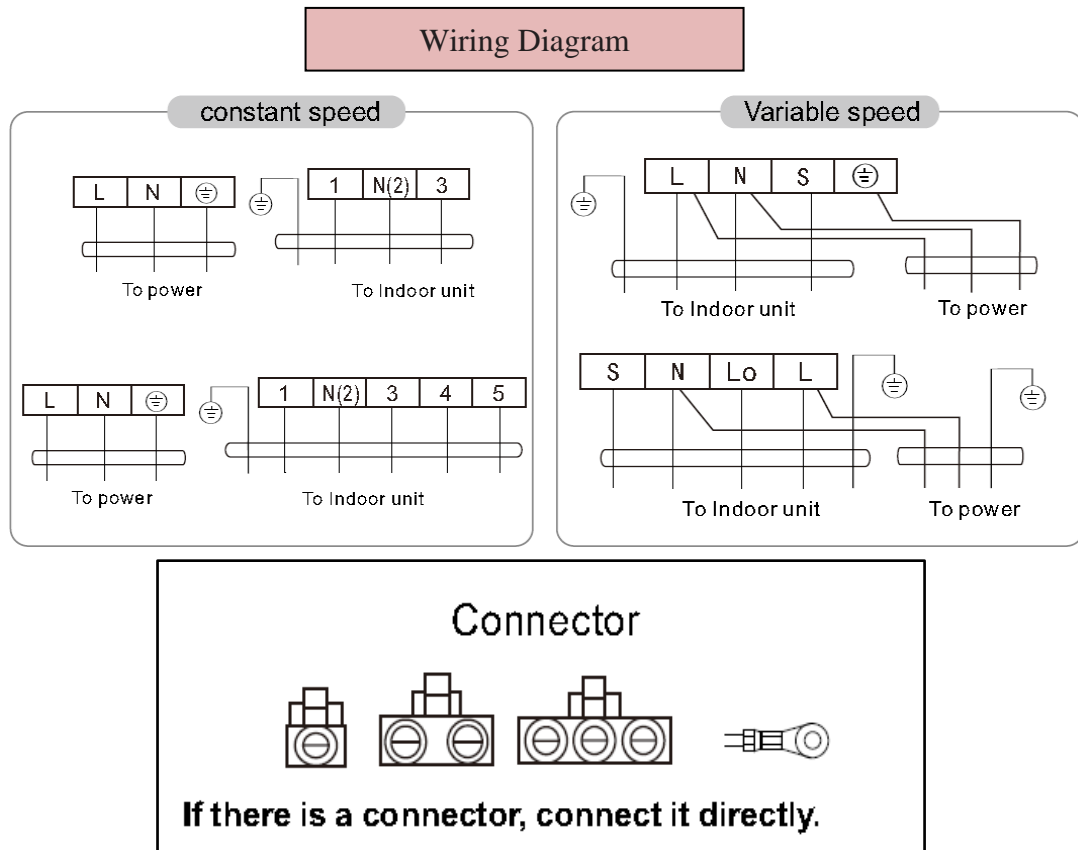 Wiring Diagram
constant speed
L N ⏚ 1 N(2) 3
⏚
To power To Indoor unit
L N ⏚ 1 N(2) 3 4 5
⏚
To power To Indoor unit
Variable speed
L N S ⏚
⏚
To Indoor unit To power
S N Lo L ⏚ ⏚
To Indoor unit To power
Connector
If there is a connector, connect it directly.